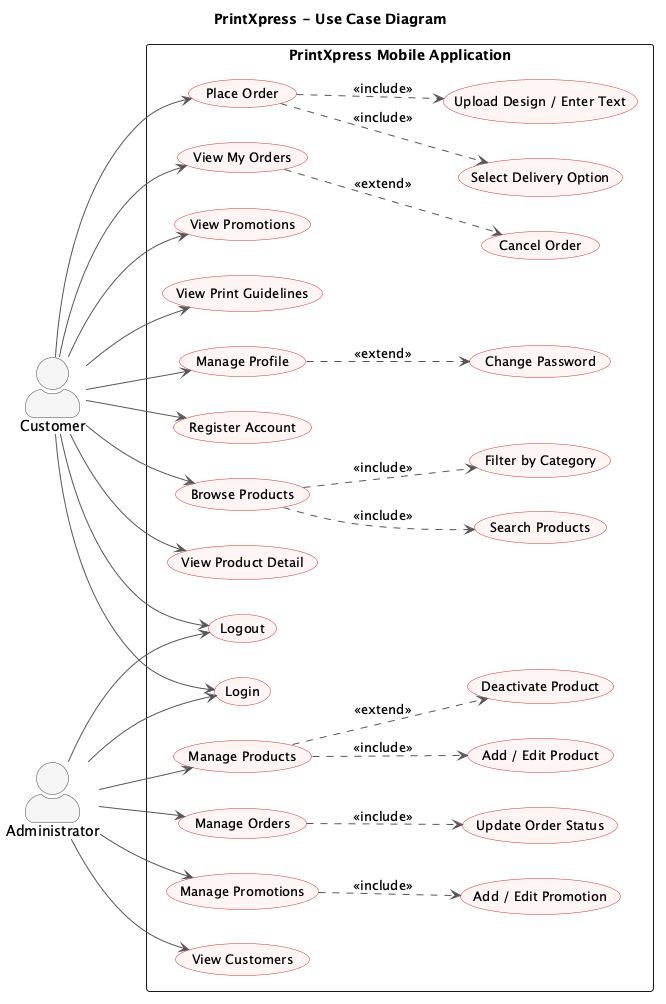 PrintXpress – Use Case Diagram
PrintXpress Mobile Application
Place Order
«include»
Upload Design / Enter Text
«include»
Select Delivery Option
View My Orders
«extend»
Cancel Order
View Promotions
View Print Guidelines
Manage Profile
«extend»
Change Password
Customer
Register Account
Browse Products
«include»
Filter by Category
«include»
Search Products
View Product Detail
Logout
Login
Manage Products
«extend»
Deactivate Product
«include»
Add / Edit Product
Administrator
Manage Orders
«include»
Update Order Status
Manage Promotions
«include»
Add / Edit Promotion
View Customers